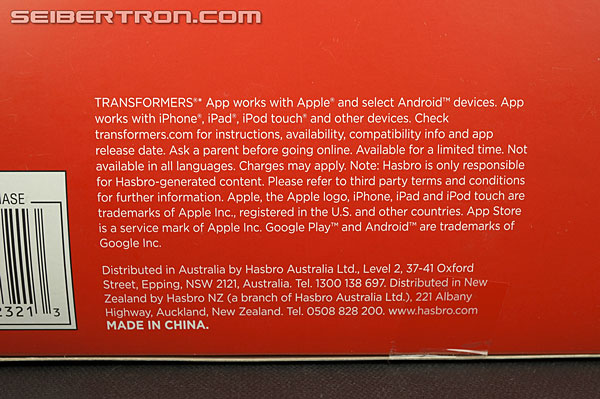 SEIBERTRON.COM
TRANSFORMERS®* App works with Apple® and select Android™ devices. App
works with iPhone®, iPad®, iPod touch® and other devices. Check
transformers.com for instructions, availability, compatibility info and app
release date. Ask a parent before going online. Available for a limited time. Not
available in all languages. Charges may apply. Note: Hasbro is only responsible
for Hasbro-generated content. Please refer to third party terms and conditions
for further information. Apple, the Apple logo, iPhone, iPad and iPod touch are
trademarks of Apple Inc., registered in the U.S. and other countries. App Store
is a service mark of Apple Inc. Google Play™ and Android™ are trademarks of
Google Inc.
HASE
2321 3
Distributed in Australia by Hasbro Australia Ltd., Level 2, 37-41 Oxford
Street, Epping, NSW 2121, Australia. Tel. 1300 138 697. Distributed in New
Zealand by Hasbro NZ (a branch of Hasbro Australia Ltd.), 221 Albany
Highway, Auckland, New Zealand. Tel. 0508 828 200. www.hasbro.com
MADE IN CHINA.